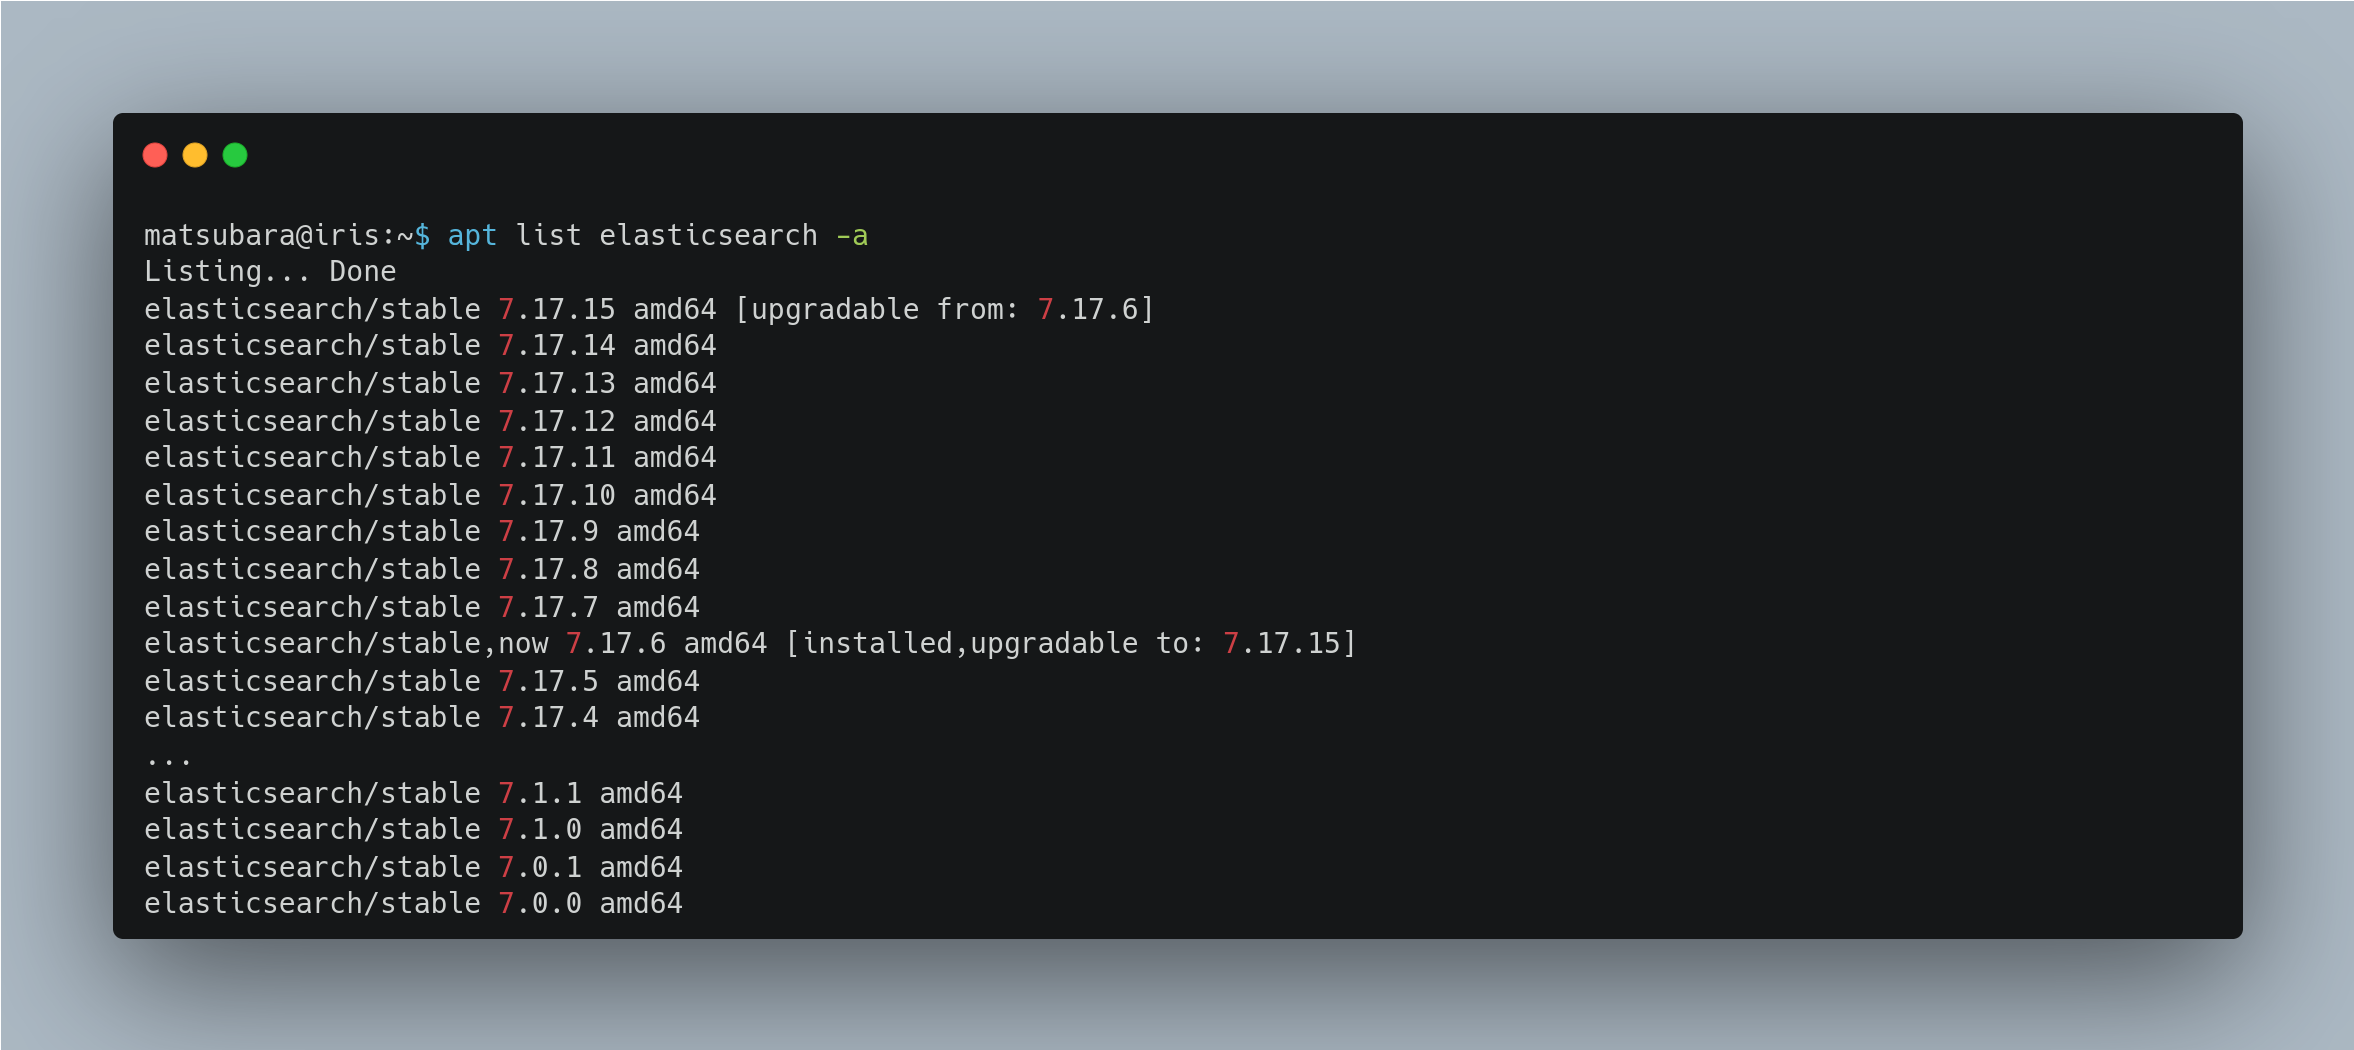 matsubara@iris:~$ apt list elasticsearch -a
Listing... Done
elasticsearch/stable 7.17.15 amd64 [upgradable from: 7.17.6]
elasticsearch/stable 7.17.14 amd64
elasticsearch/stable 7.17.13 amd64
elasticsearch/stable 7.17.12 amd64
elasticsearch/stable 7.17.11 amd64
elasticsearch/stable 7.17.10 amd64
elasticsearch/stable 7.17.9 amd64
elasticsearch/stable 7.17.8 amd64
elasticsearch/stable 7.17.7 amd64
elasticsearch/stable,now 7.17.6 amd64 [installed,upgradable to: 7.17.15]
elasticsearch/stable 7.17.5 amd64
elasticsearch/stable 7.17.4 amd64
...
elasticsearch/stable 7.1.1 amd64
elasticsearch/stable 7.1.0 amd64
elasticsearch/stable 7.0.1 amd64
elasticsearch/stable 7.0.0 amd64